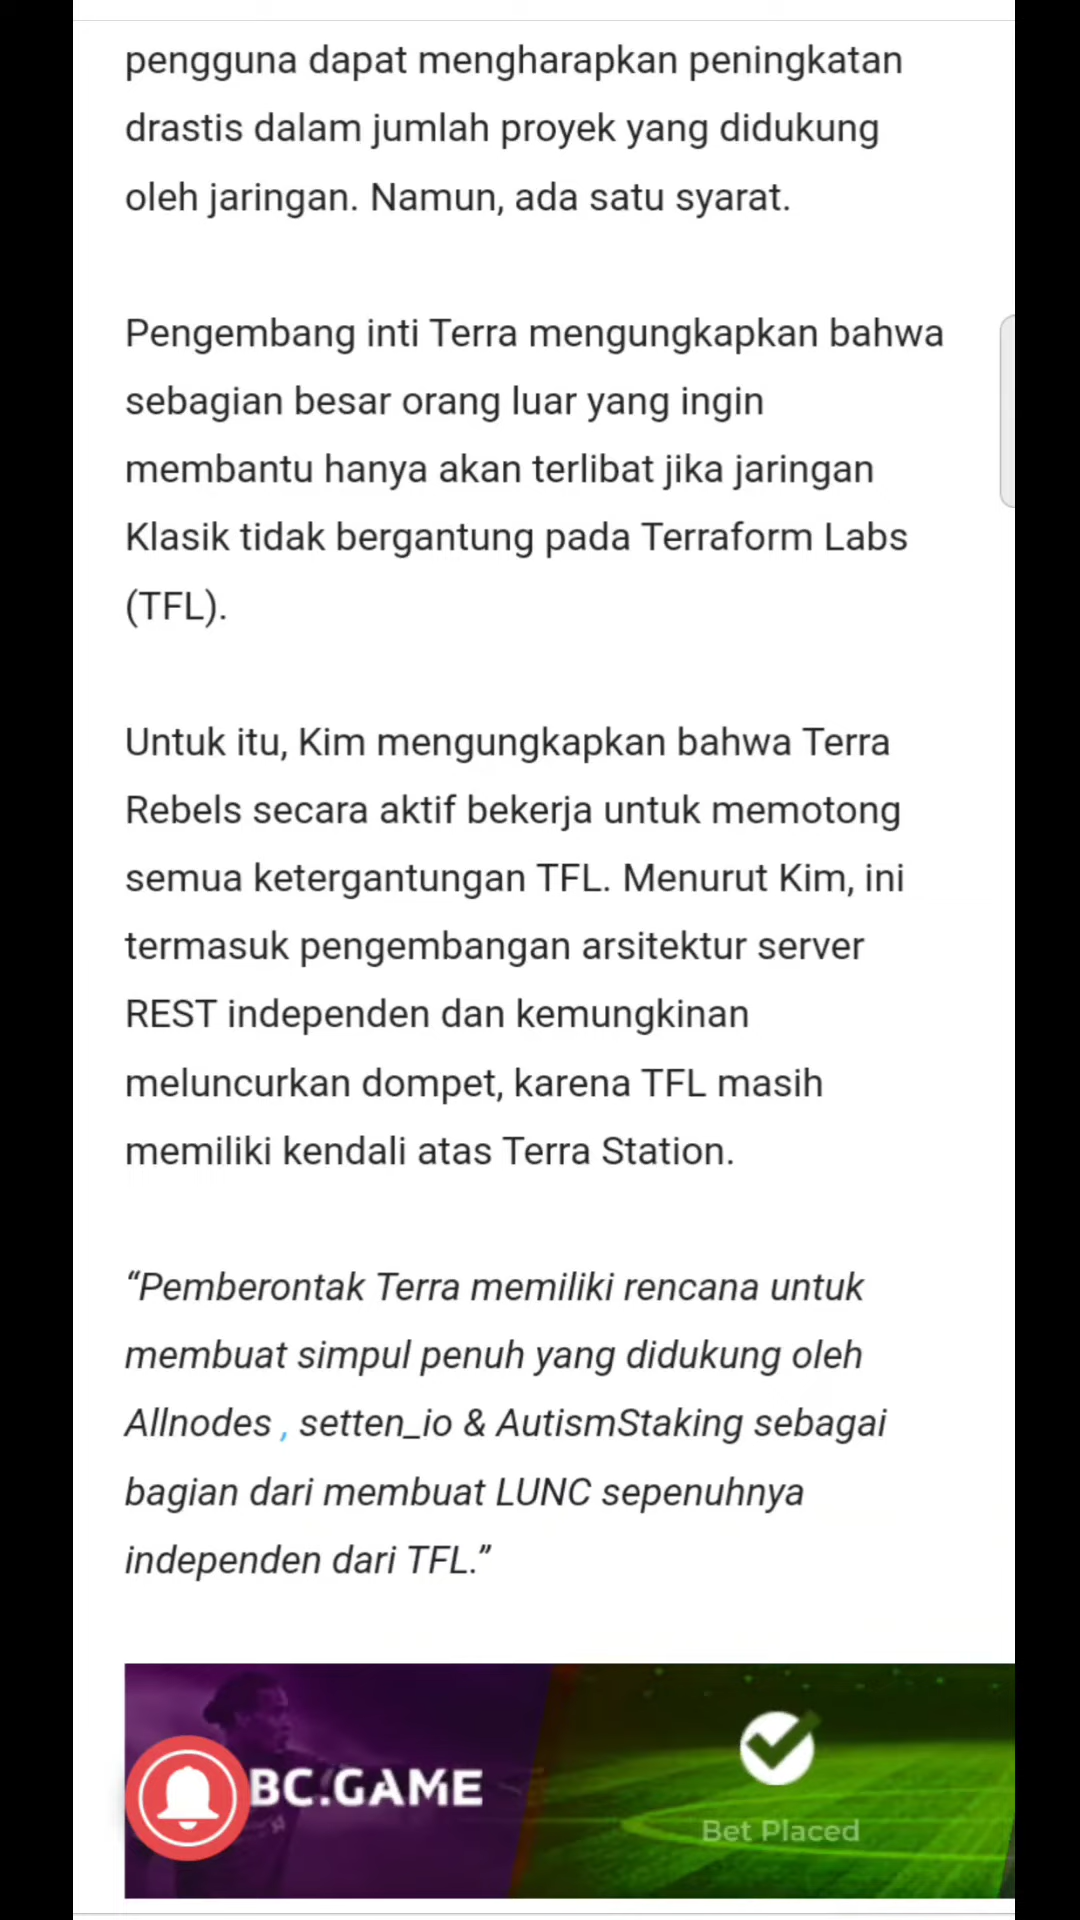 pengguna dapat mengharapkan peningkatan
drastis dalam jumlah proyek yang didukung
oleh jaringan. Namun, ada satu syarat.
Pengembang inti Terra mengungkapkan bahwa
sebagian besar orang luar yang ingin
membantu hanya akan terlibat jika jaringan
Klasik tidak bergantung pada Terraform Labs
(TFL).
Untuk itu, Kim mengungkapkan bahwa Terra
Rebels secara aktif bekerja untuk memotong
semua ketergantungan TFL. Menurut Kim, ini
termasuk pengembangan arsitektur server
REST independen dan kemungkinan
meluncurkan dompet, karena TFL masih
memiliki kendali atas Terra Station.
“Pemberontak Terra memiliki rencana untuk
membuat simpul penuh yang didukung oleh
Allnodes , setten_io & AutismStaking sebagai
bagian dari membuat LUNC sepenuhnya
independen dari TFL.”
BC.GAME
Bet Placed